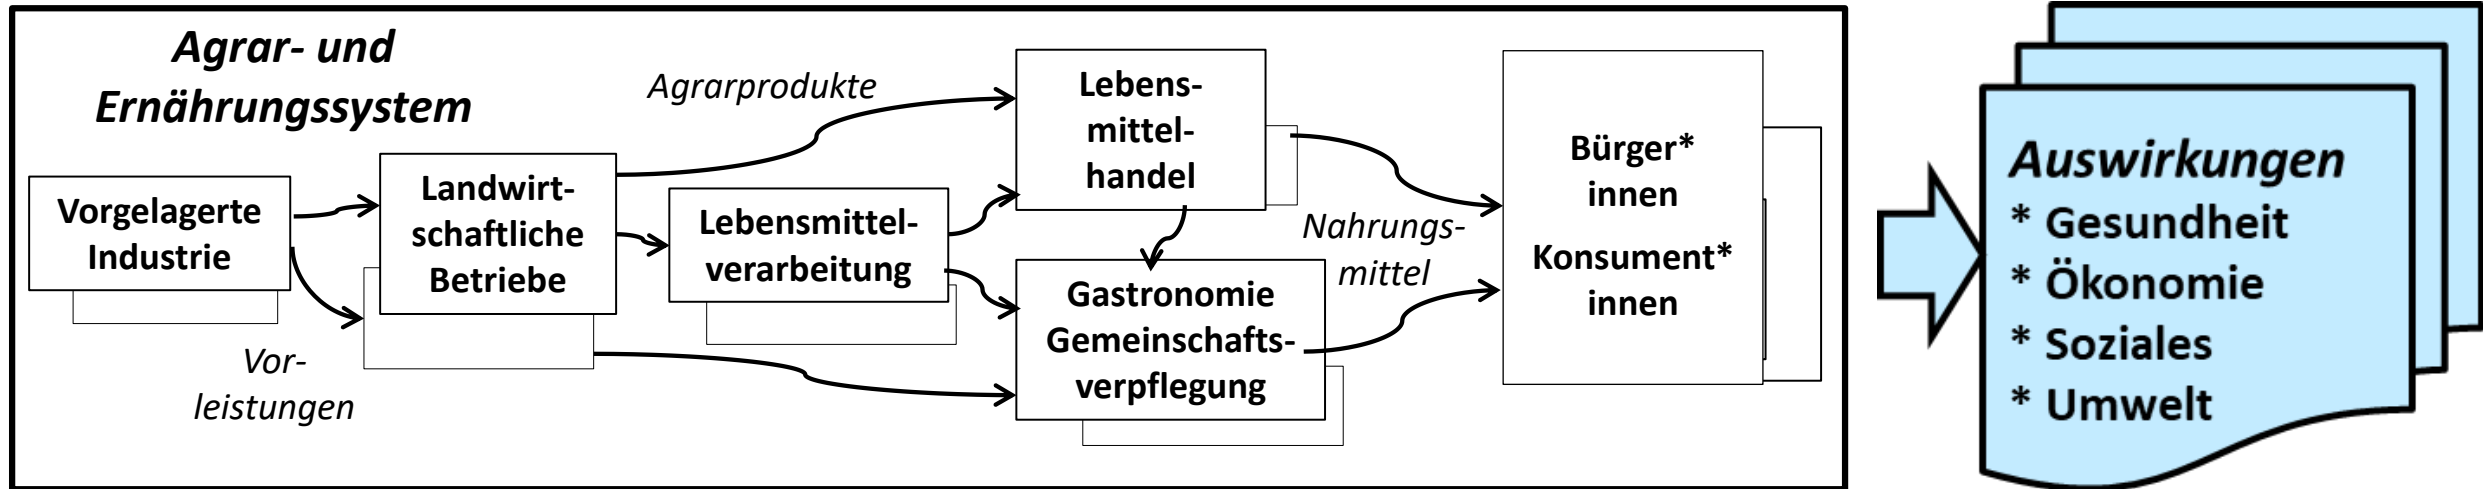 Agrar- und
Ernährungssystem
Vorgelagerte
Industrie
Vor-
leistungen
Landwirt-
schaftliche
Betriebe
Agrarprodukte
Lebensmittel-
verarbeitung
Lebens-
mittel-
handel
Gastronomie
Gemeinschafts-
verpflegung
Nahrungs-
mittel
Bürger*
innen
Konsument*
innen
Auswirkungen
* Gesundheit
* Ökonomie
* Soziales
* Umwelt